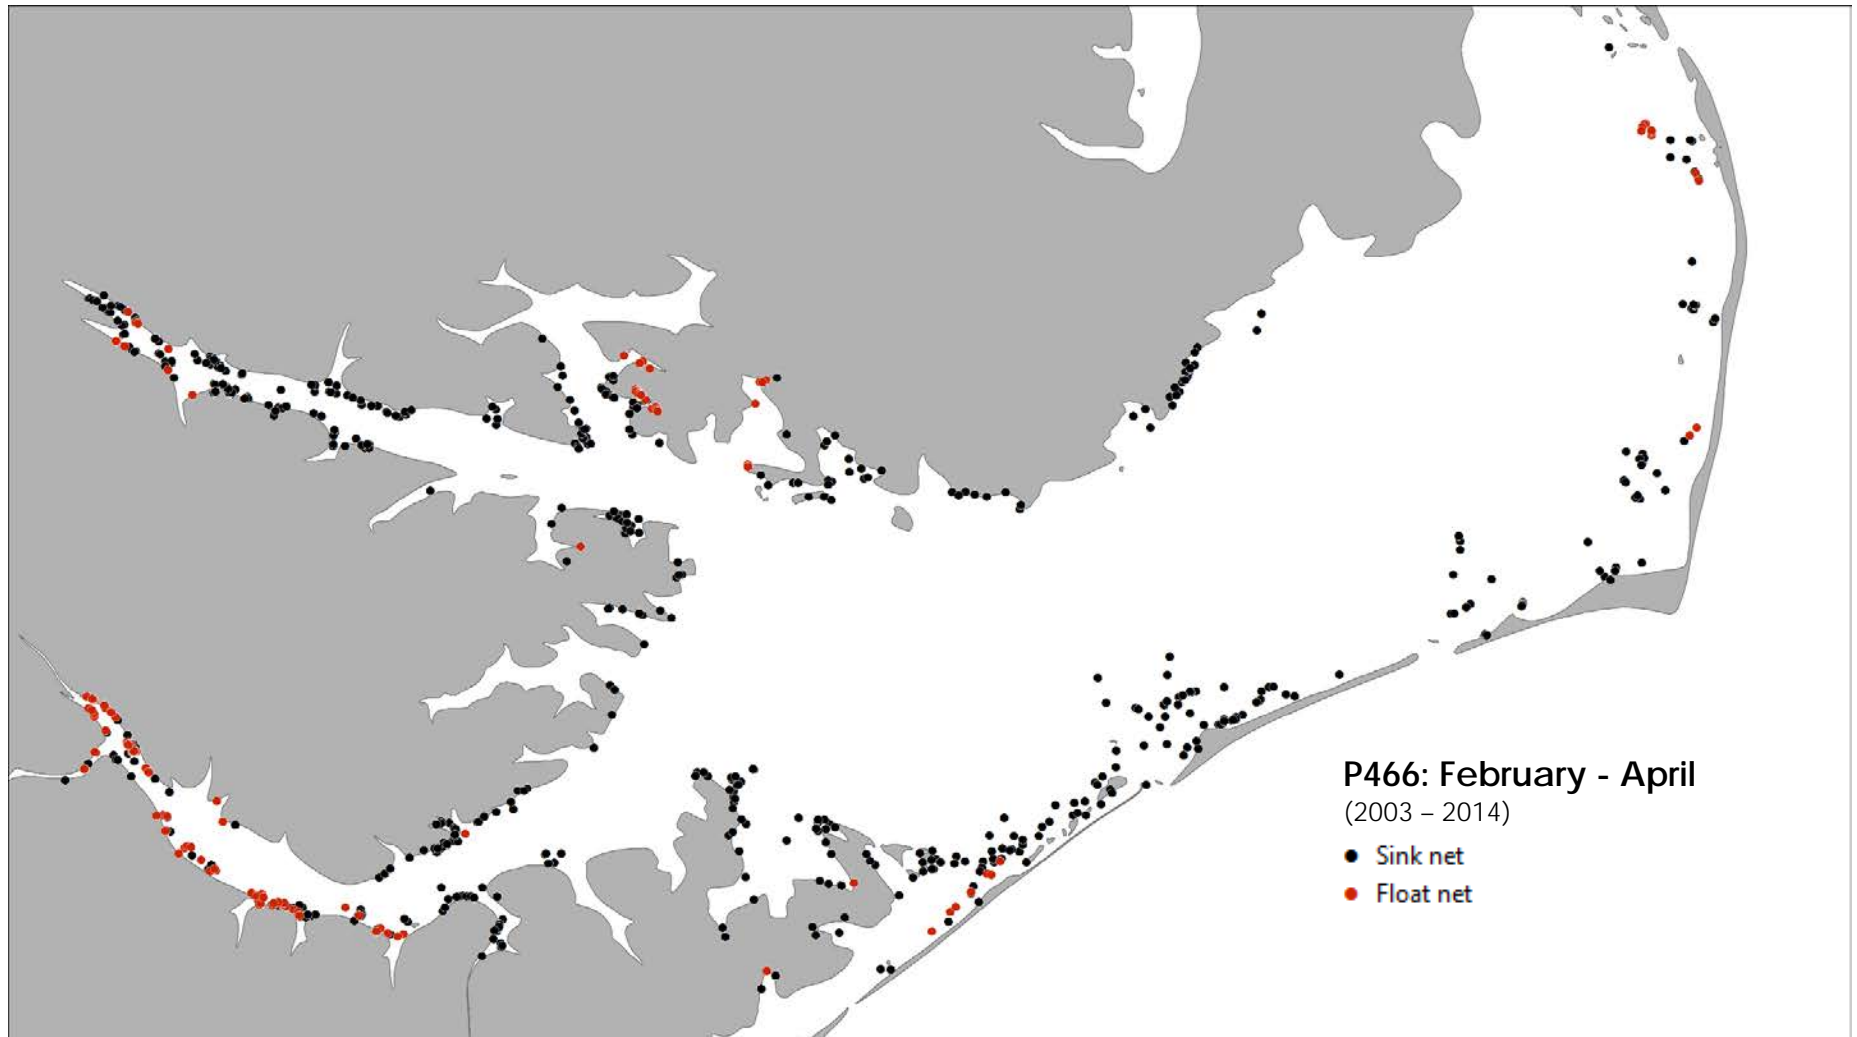 P466: February - April
(2003 – 2014)
Sink net
Float net